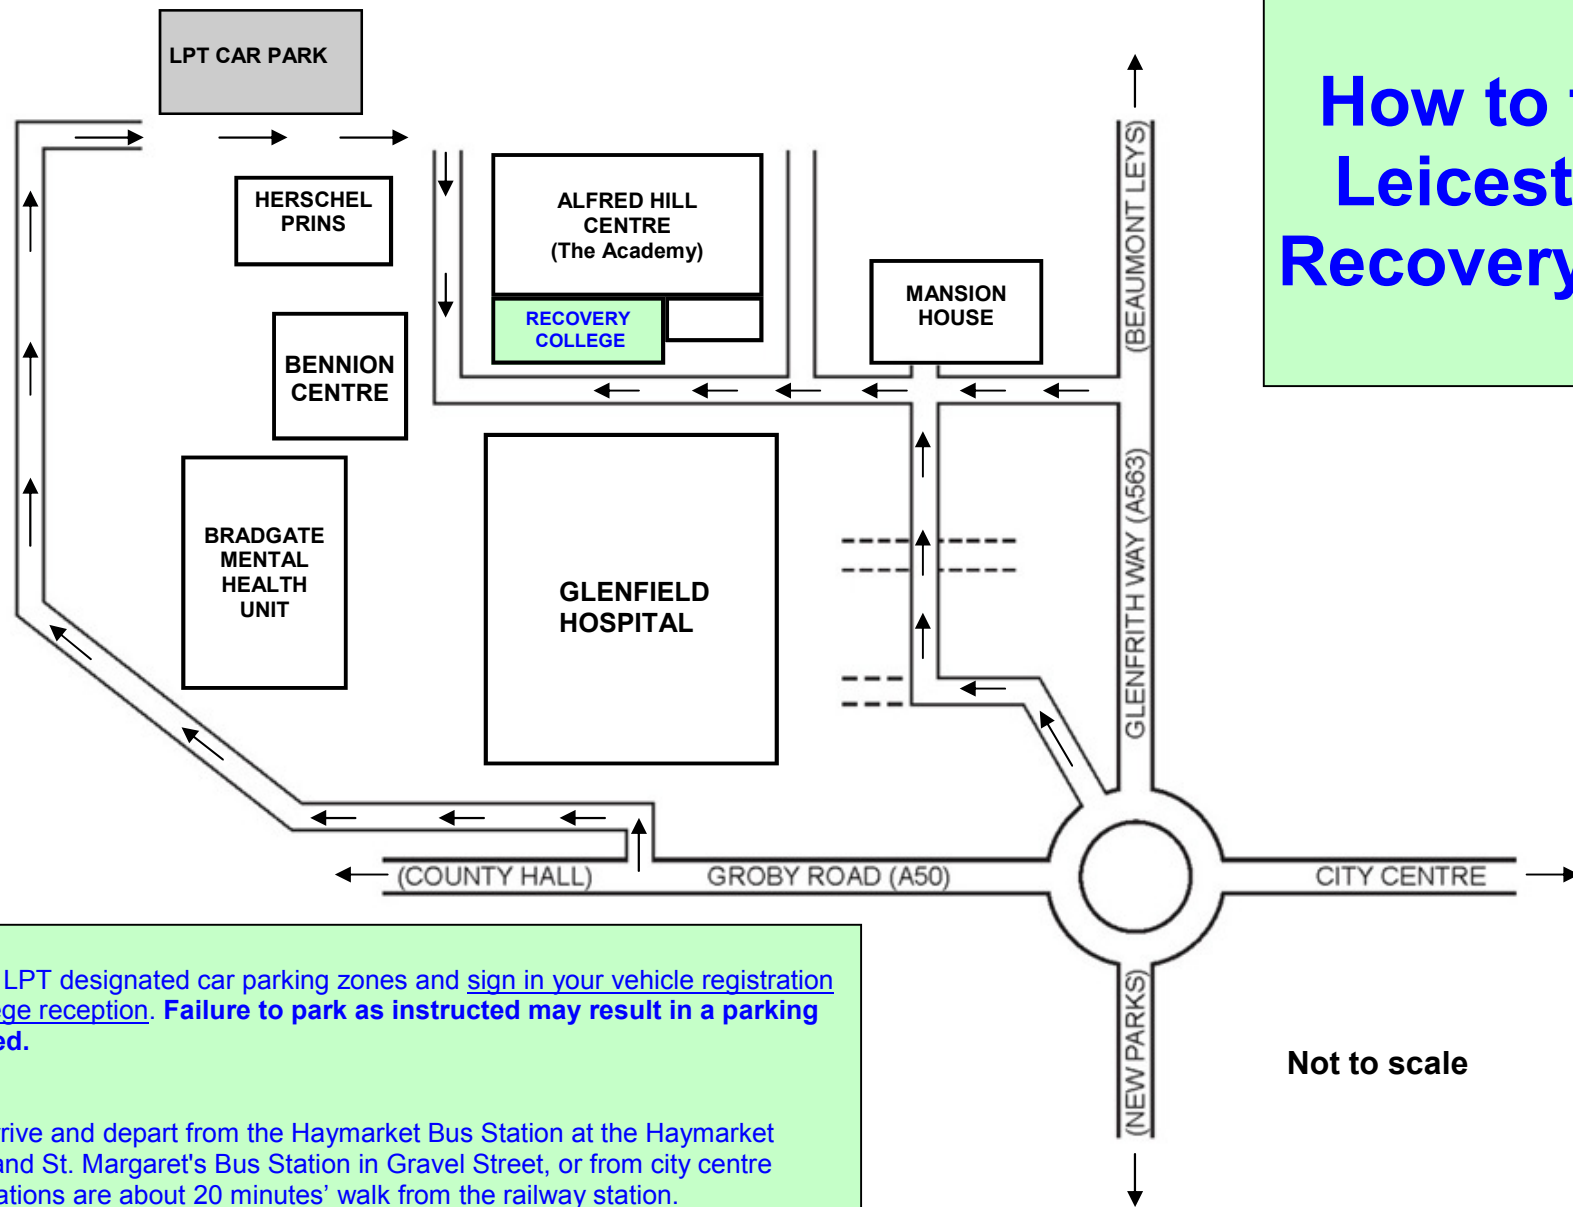 LPT CAR PARK
How to
Leicest
Recovery
HERSCHEL
PRINS
ALFRED HILL
CENTRE
(The Academy)
RECOVERY
COLLEGE
MANSION
HOUSE
BENNION
CENTRE
(BEAUMONT LEYS)
GLENFRITH WAY (A563)
BRADGATE
MENTAL
HEALTH
UNIT
GLENFIELD
HOSPITAL
(COUNTY HALL)
GROBY ROAD (A50)
CITY CENTRE
(NEW PARKS)
Not to scale
LPT designated car parking zones and sign in your vehicle registration
ege reception. Failure to park as instructed may result in a parking
ed.
rrive and depart from the Haymarket Bus Station at the Haymarket
and St. Margaret's Bus Station in Gravel Street, or from city centre
ations are about 20 minutes’ walk from the railway station.